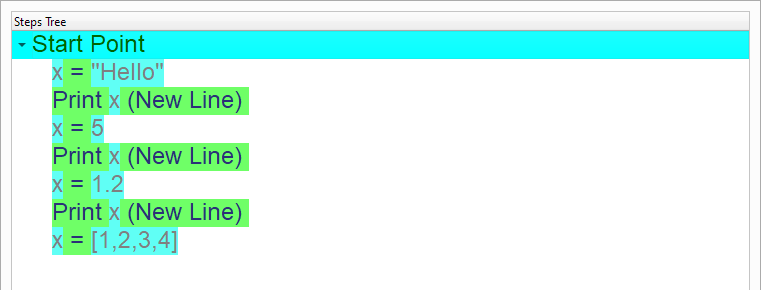 Steps Tree
Start Point
x = "Hello"
Print x (New Line)
x = 5
Print x (New Line)
x = 1.2
Print x (New Line)
x = [1,2,3,4]